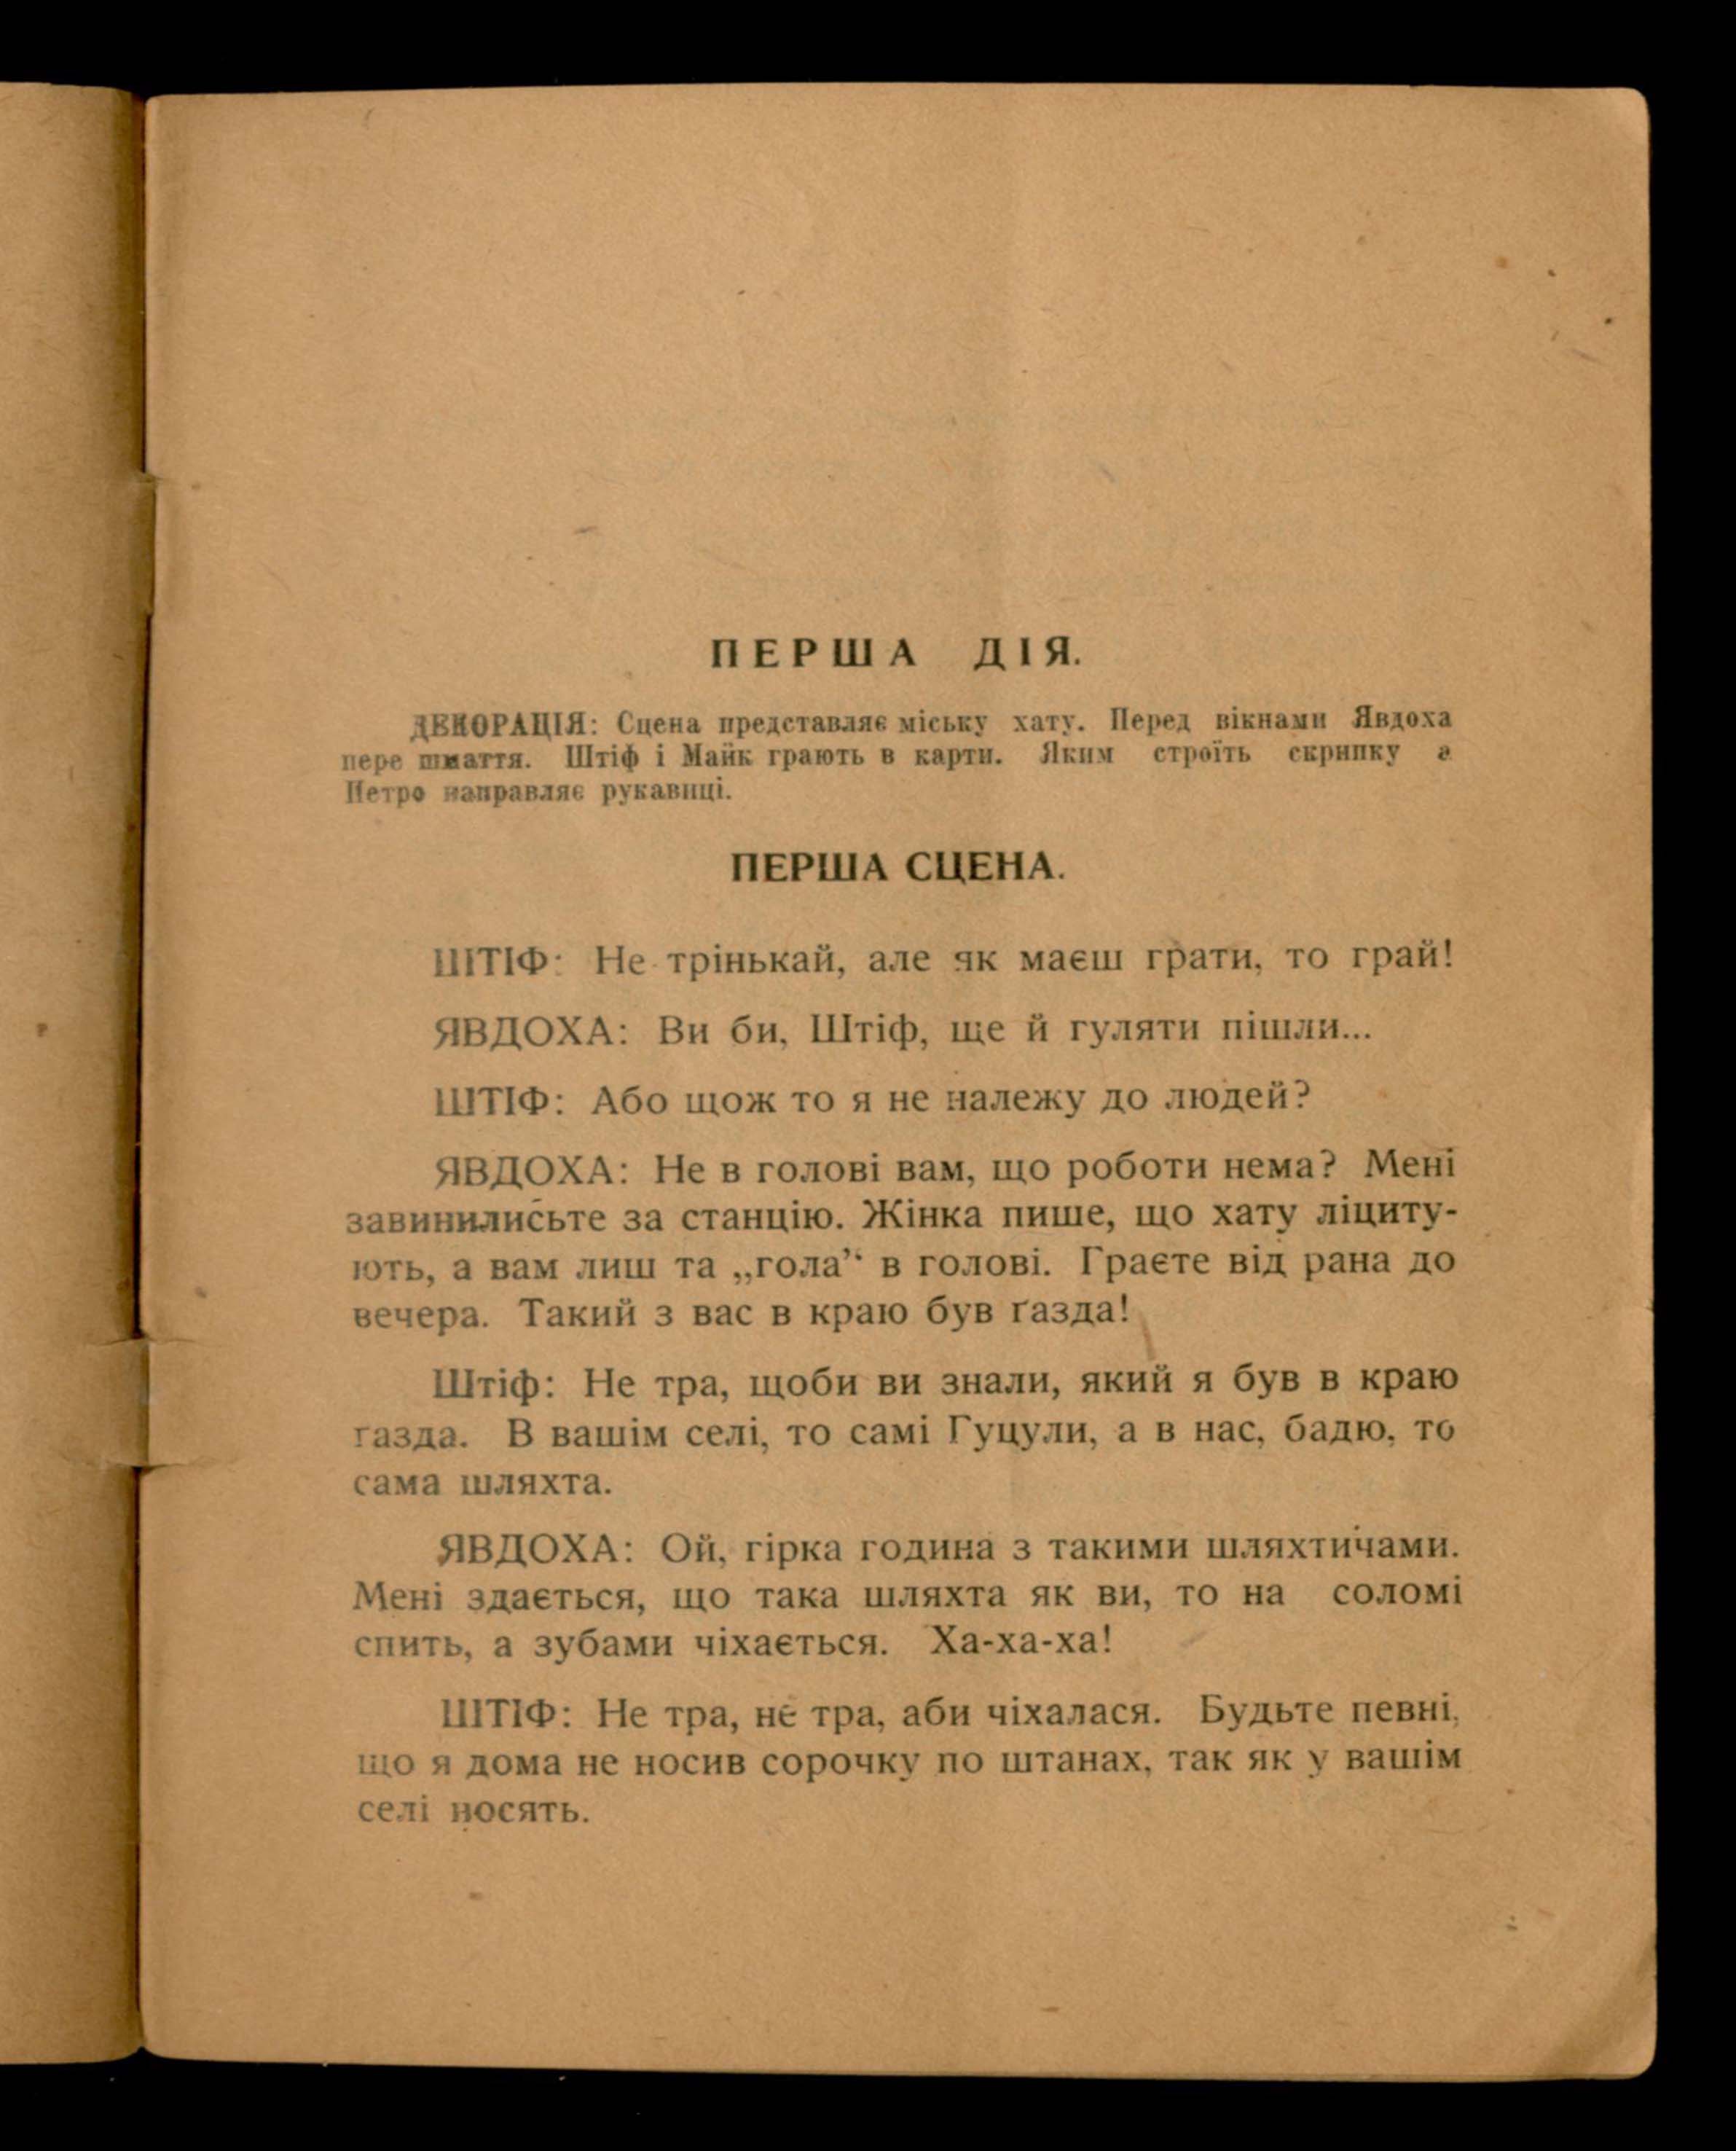 ПЕРША ДІЯ.
ДЕКОРАЦІЯ: Сцена представляє міську хату. Перед вікнами Явдоха
пере шмаття. Штіф і Майк грають в карти. Яким строїть скрипку а
Петро направляє рукавиці.
ПЕРША СЦЕНА.
ШТІФ: Не трінькай, але як маєш грати, то грай!
ЯВДОХА: Ви би, Штіф, ще й гуляти пішли...
ШТІФ: Або щож то я не належу до людей?
ЯВДОХА: Не в голові вам, що роботи нема? Мені
завинилисьте за станцію. Жінка пише, що хату ліциту-
ють, а вам лиш та „гола” в голові. Граєте від рана до
вечера. Такий з вас в краю був ґазда!
Штіф: Не тра, щоби ви знали, який я був в краю
ґазда. В вашім селі, то самі Гуцули, а в нас, бадю, то
сама шляхта.
ЯВДОХА: Ой, гірка година з такими шляхтичами.
Мені здається, що така шляхта як ви, то на соломі
спить, а зубами чіхається. Ха-ха-ха!
ШТІФ: Не тра, не тра, аби чіхалася. Будьте певні,
що я дома не носив сорочку по штанах, так як у вашім
селі носять.